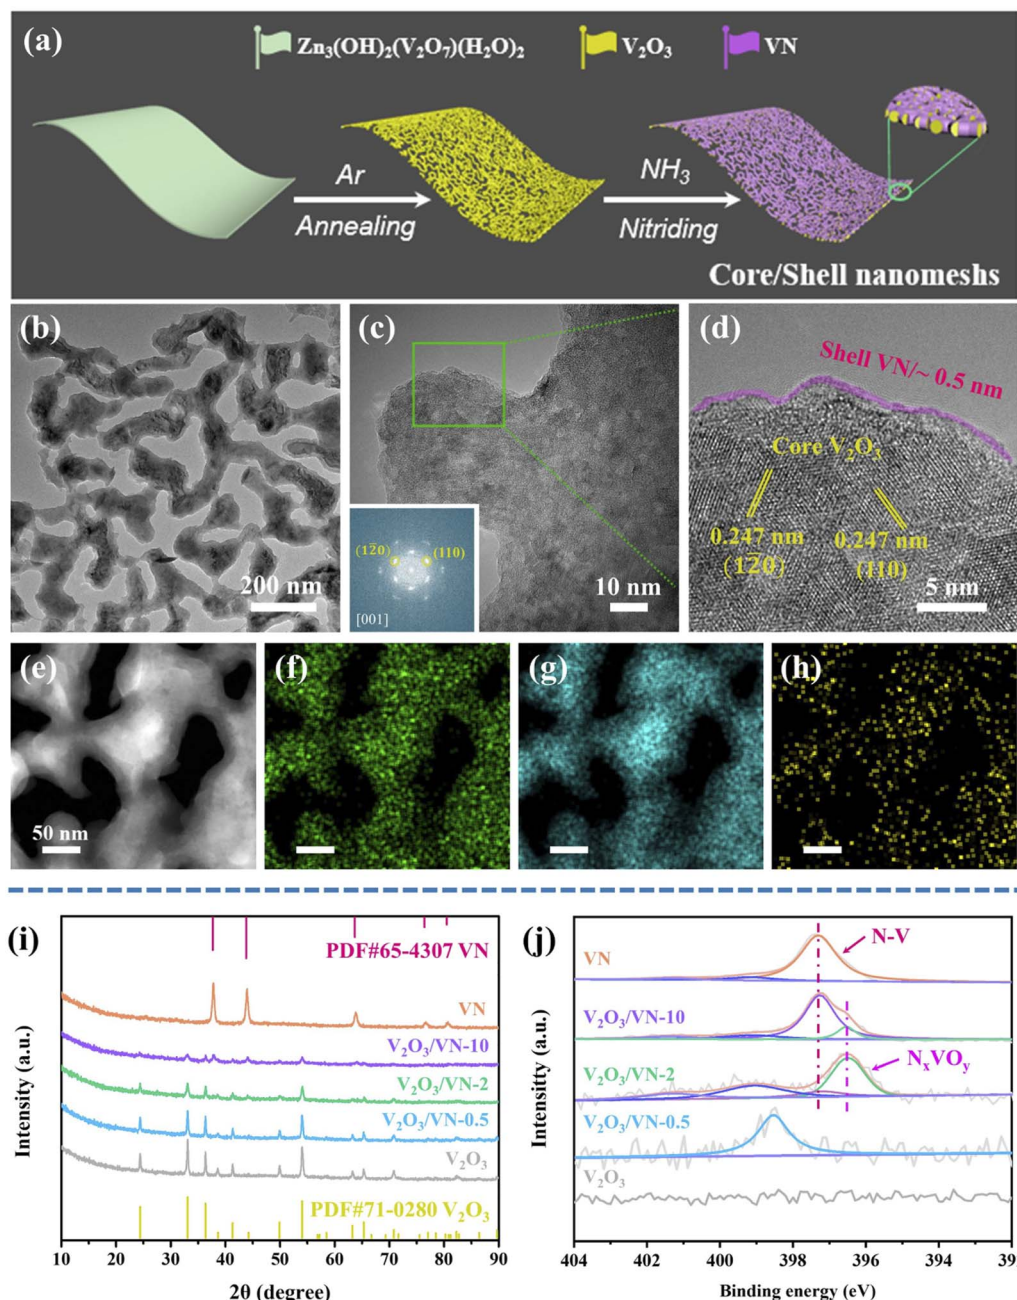 (a)
Zn₃(OH)₂(V₂O₇)(H₂O)₂
V₂O₃
VN
Ar
Annealing
NH₃
Nitriding
Core/Shell nanomeshs
(b)
200 nm
(c)
(1̅2̅0)
(110)
[001]
10 nm
(d)
Shell VN/~ 0.5 nm
Core V₂O₃
0.247 nm
(12̅0)
0.247 nm
(110)
5 nm
(e)
50 nm
(f)
(g)
(h)
(i)
PDF#65-4307 VN
VN
V₂O₃/VN-10
V₂O₃/VN-2
V₂O₃/VN-0.5
V₂O₃
PDF#71-0280 V₂O₃
Intensity (a.u.)
10 20 30 40 50 60 70 80 90
2θ (degree)
(j)
N-V
VN
V₂O₃/VN-10
NₓVOᵧ
V₂O₃/VN-2
V₂O₃/VN-0.5
V₂O₃
Intensitty (a.u.)
404 402 400 398 396 394 392
Binding energy (eV)